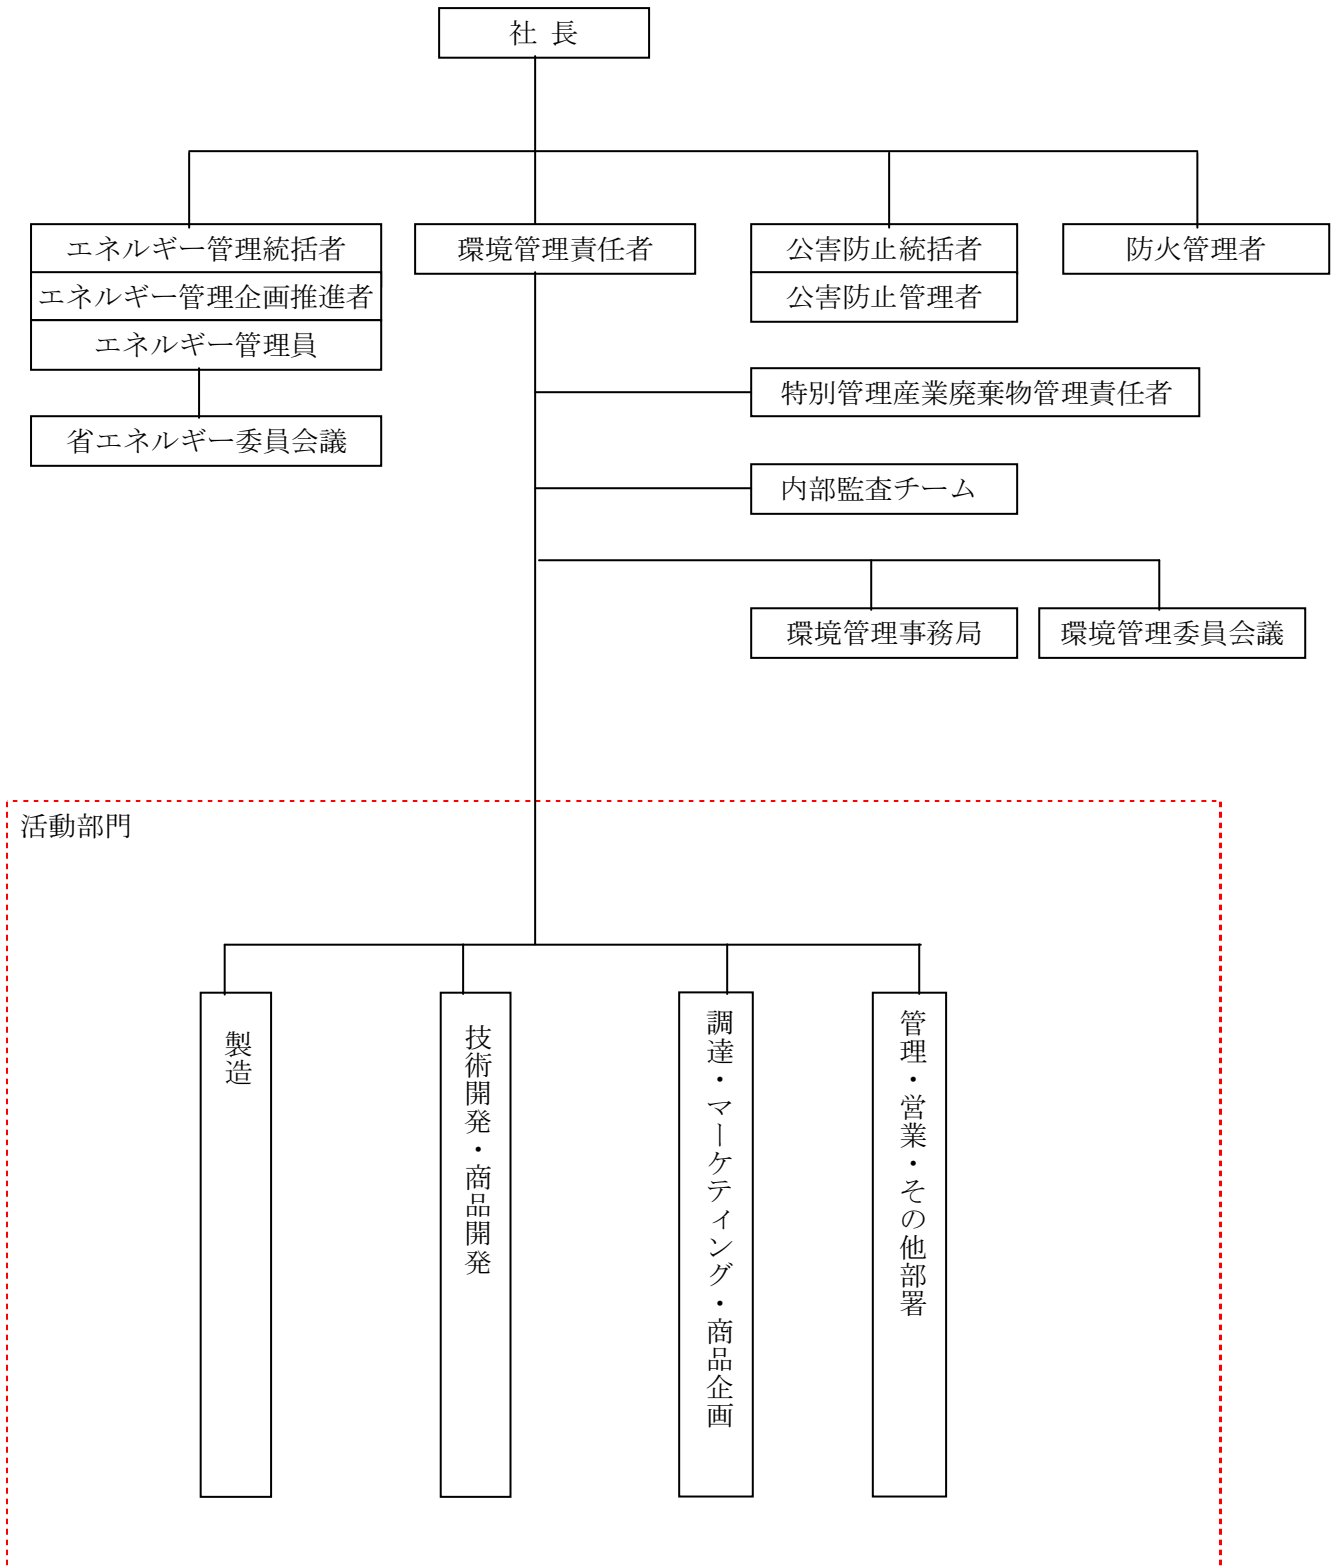 社 長
エネルギー管理統括者
エネルギー管理企画推進者
エネルギー管理員
省エネルギー委員会議
環境管理責任者
公害防止統括者
公害防止管理者
防火管理者
特別管理産業廃棄物管理責任者
内部監査チーム
環境管理事務局
環境管理委員会議
活動部門
製造
技術開発・商品開発
調達・マーケティング・商品企画
管理・営業・その他部署